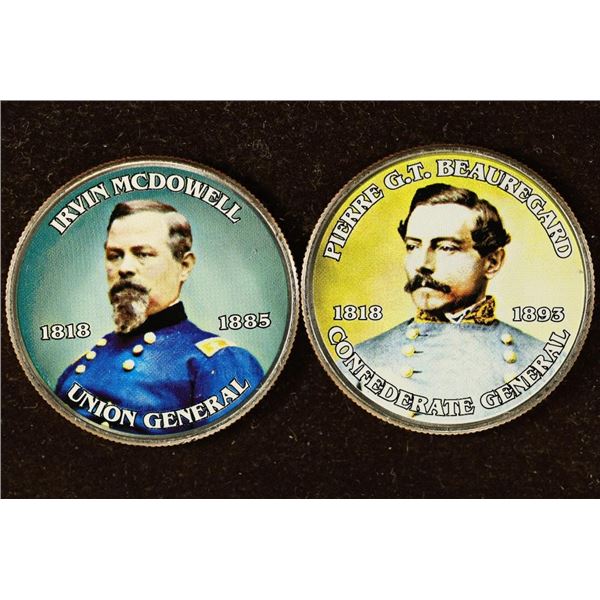 IRVIN MCDOWELL
1818 1885
UNION GENERAL
PIERRE G.T. BEAUREGARD
1818 1893
CONFEDERATE GENERAL